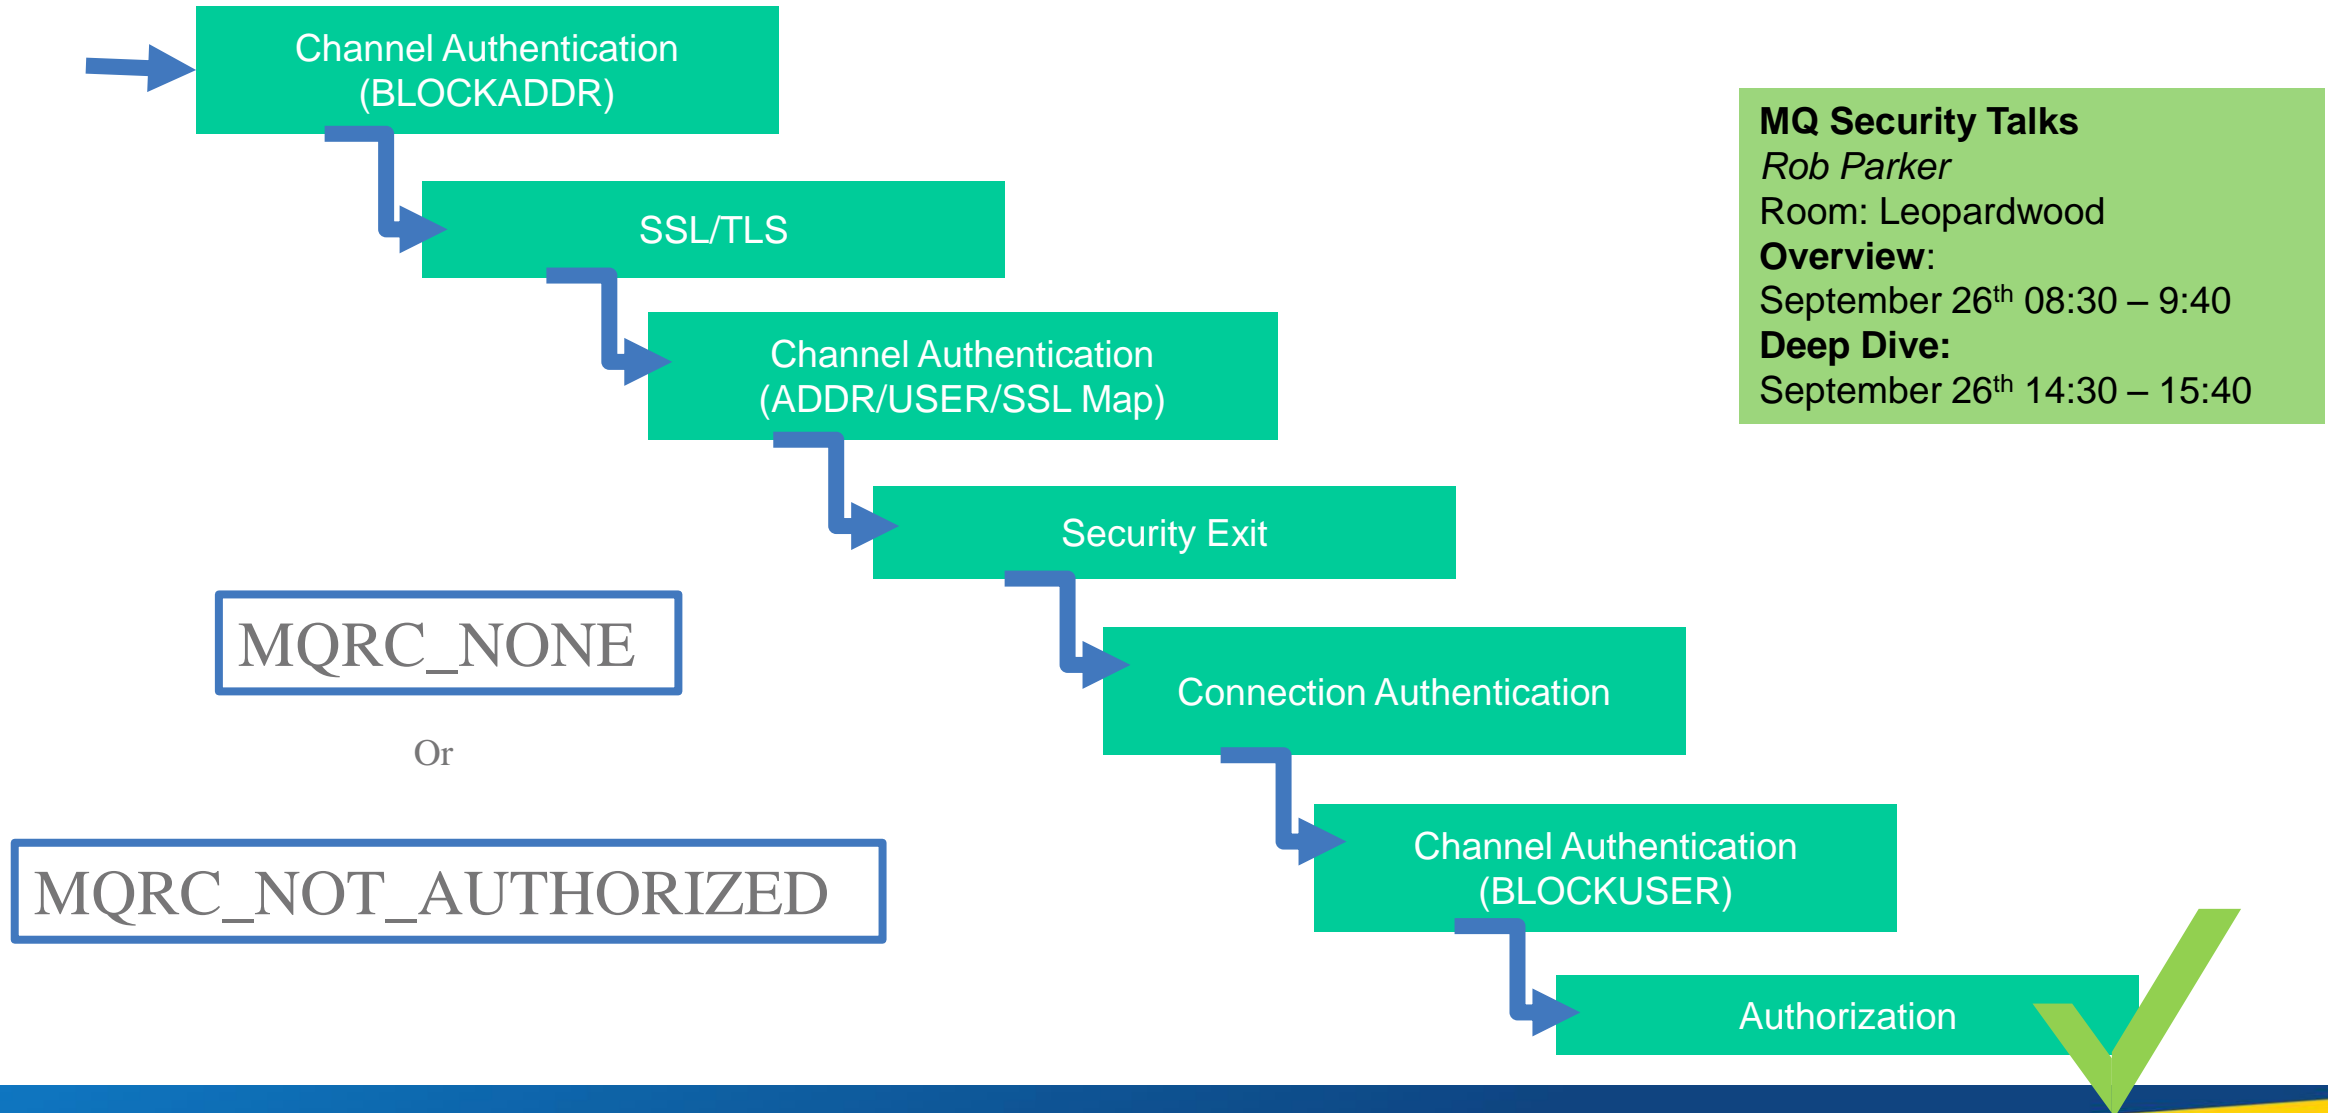 Channel Authentication
(BLOCKADDR)
SSL/TLS
Channel Authentication
(ADDR/USER/SSL Map)
Security Exit
Connection Authentication
Channel Authentication
(BLOCKUSER)
Authorization
MQRC_NONE
Or
MQRC_NOT_AUTHORIZED
MQ Security Talks
Rob Parker
Room: Leopardwood
Overview:
September 26th 08:30 – 9:40
Deep Dive:
September 26th 14:30 – 15:40